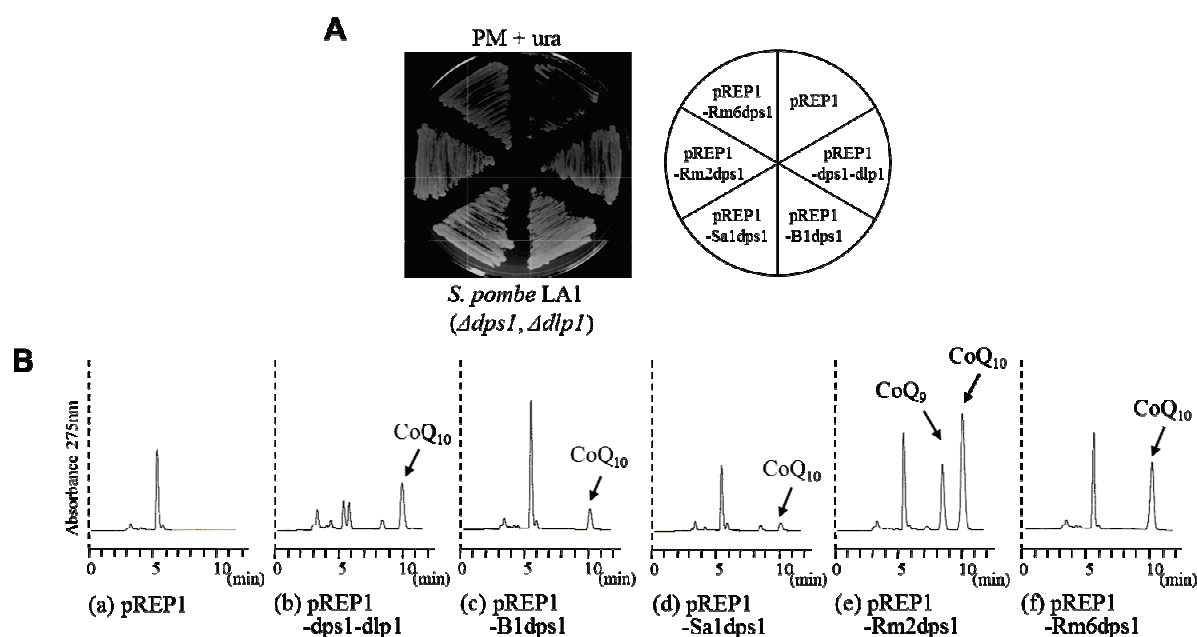 A
PM + ura
pREP1
-Rm6dps1
pREP1
pREP1
-Rm2dps1
pREP1
-dps1-dlp1
pREP1
-Sa1dps1
pREP1
-B1dps1
S. pombe LA1
(Δdps1, Δdlp1)
B
Absorbance 275nm
CoQ10
CoQ10
CoQ10
CoQ9
CoQ10
CoQ10
0 5 10 (min)
0 5 10 (min)
0 5 10 (min)
0 5 10 (min)
0 5 10 (min)
0 5 10 (min)
(a) pREP1
(b) pREP1
-dps1-dlp1
(c) pREP1
-B1dps1
(d) pREP1
-Sa1dps1
(e) pREP1
-Rm2dps1
(f) pREP1
-Rm6dps1